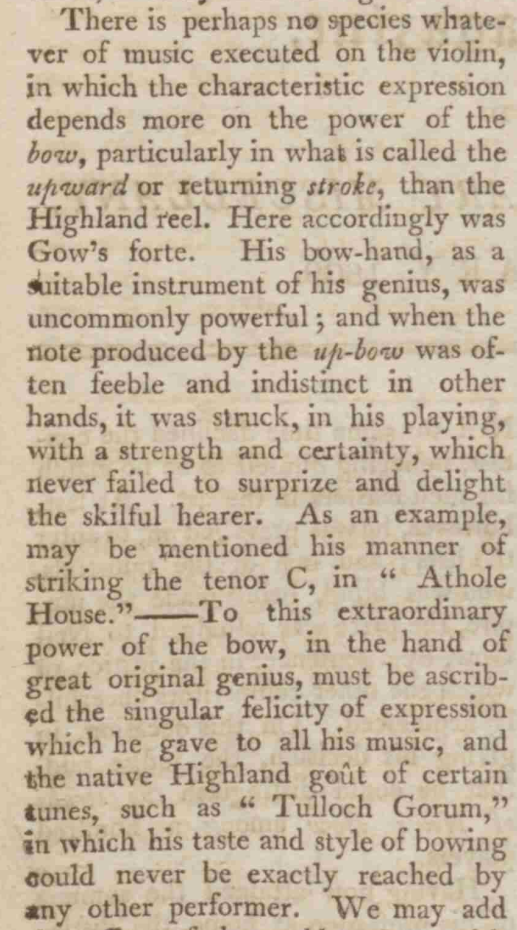 There is perhaps no species whate-
ver of music executed on the violin,
in which the characteristic expression
depends more on the power of the
bow, particularly in what is called the
upward or returning stroke, than the
Highland reel. Here accordingly was
Gow's forte. His bow-hand, as a
suitable instrument of his genius, was
uncommonly powerful; and when the
note produced by the up-bow was of-
ten feeble and indistinct in other
hands, it was struck, in his playing,
with a strength and certainty, which
never failed to surprize and delight
the skilful hearer. As an example,
may be mentioned his manner of
striking the tenor C, in “ Athole
House.”——To this extraordinary
power of the bow, in the hand of
great original genius, must be ascrib-
ed the singular felicity of expression
which he gave to all his music, and
the native Highland goût of certain
tunes, such as “ Tulloch Gorum,”
in which his taste and style of bowing
could never be exactly reached by
any other performer. We may add